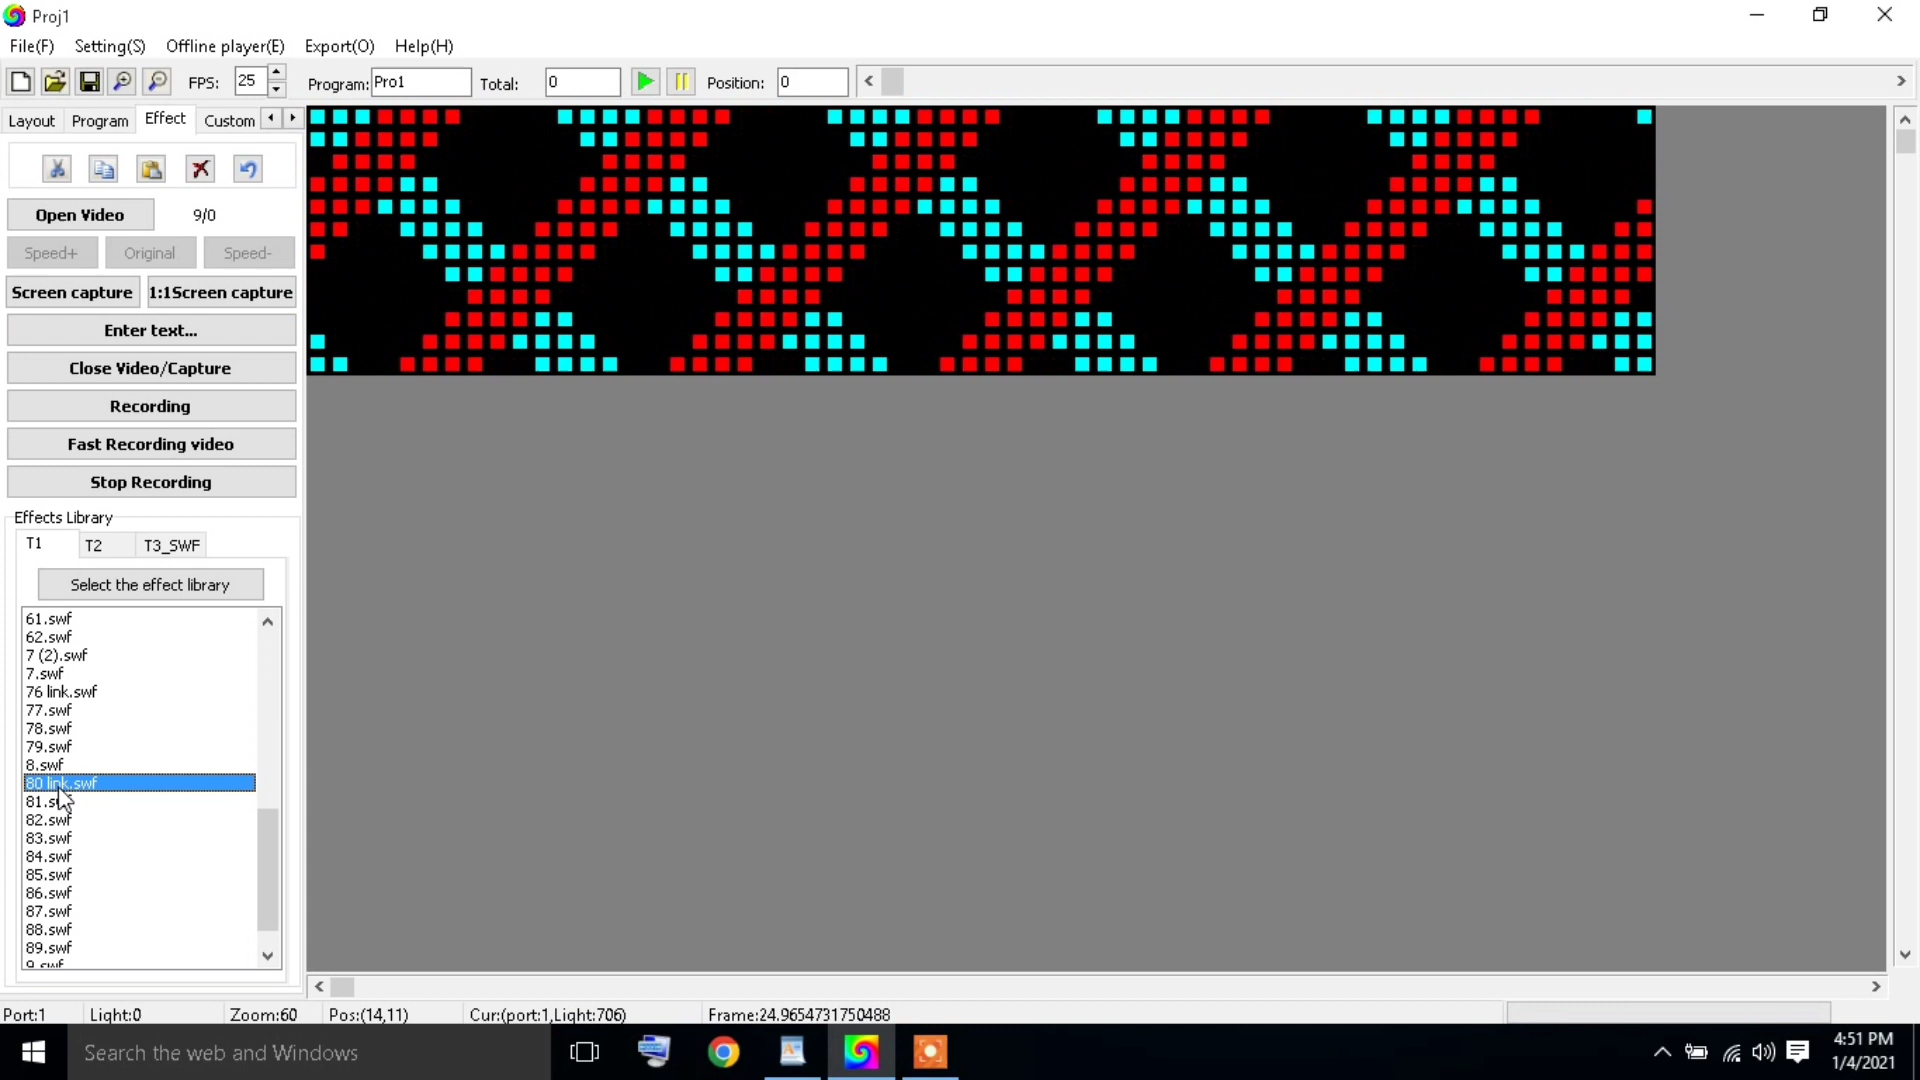 Proj1
File(F) Setting(S) Offline player(E) Export(O) Help(H)
FPS: 25 Program: Pro1 Total: 0 Position: 0
Layout Program Effect Custom
Open Video 9/0
Speed+ Original Speed-
Screen capture 1:1Screen capture
Enter text...
Close Video/Capture
Recording
Fast Recording video
Stop Recording
Effects Library
T1 T2 T3_SWF
Select the effect library
61.swf
62.swf
7 (2).swf
7.swf
76 link.swf
77.swf
78.swf
79.swf
8.swf
80 link.swf
81.swf
82.swf
83.swf
84.swf
85.swf
86.swf
87.swf
88.swf
89.swf
9.swf
Port:1 Light:0 Zoom:60 Pos:(14,11) Cur:(port:1,Light:706) Frame:24.9654731750488
Search the web and Windows
4:51 PM
1/4/2021